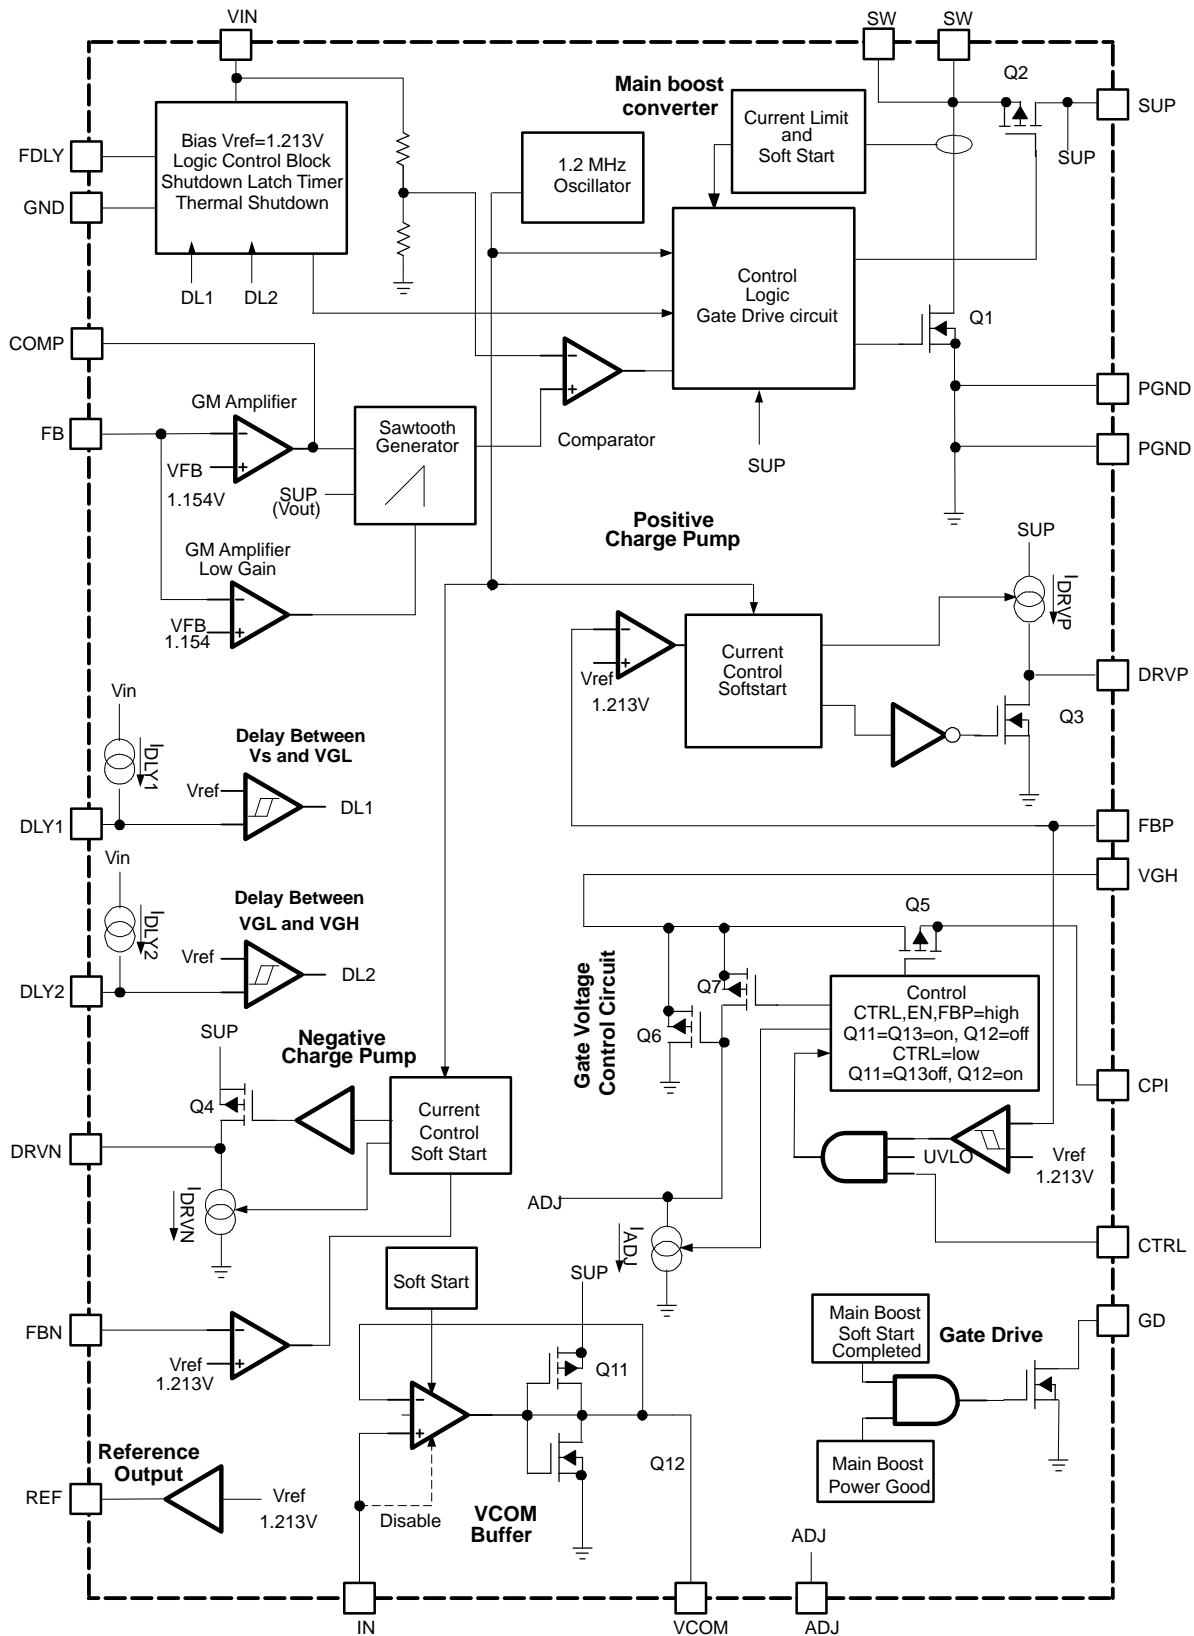 VIN
SW
SW
Q2
SUP
SUP
Main boost
converter
Current Limit
and
Soft Start
1.2 MHz
Oscillator
FDLY
GND
Bias Vref=1.213V
Logic Control Block
Shutdown Latch Timer
Thermal Shutdown
DL1
DL2
Control
Logic
Gate Drive circuit
Q1
COMP
PGND
FB
GM Amplifier
−
+
VFB
1.154V
Sawtooth
Generator
SUP
(Vout)
−
+
Comparator
SUP
PGND
GM Amplifier
Low Gain
−
+
VFB
1.154
Positive
Charge Pump
SUP
IDRVP
−
+
Vref
1.213V
Current
Control
Softstart
Q3
DRVP
Vin
IDLY1
Delay Between
Vs and VGL
Vref
DL1
DLY1
FBP
VGH
Vin
IDLY2
Delay Between
VGL and VGH
Vref
DL2
DLY2
Gate Voltage
Control Circuit
Q5
Q7
Q6
Control
CTRL,EN,FBP=high
Q11=Q13=on, Q12=off
CTRL=low
Q11=Q13off, Q12=on
CPI
SUP
Negative
Charge Pump
Q4
Current
Control
Soft Start
DRVN
IDRVN
UVLO
Vref
1.213V
ADJ
IADJ
CTRL
Soft Start
SUP
FBN
−
+
Vref
1.213V
−
+
Q11
Q12
Main Boost
Soft Start
Completed
Gate Drive
GD
Main Boost
Power Good
Reference
Output
REF
Vref
1.213V
Disable
VCOM
Buffer
ADJ
IN
VCOM
ADJ